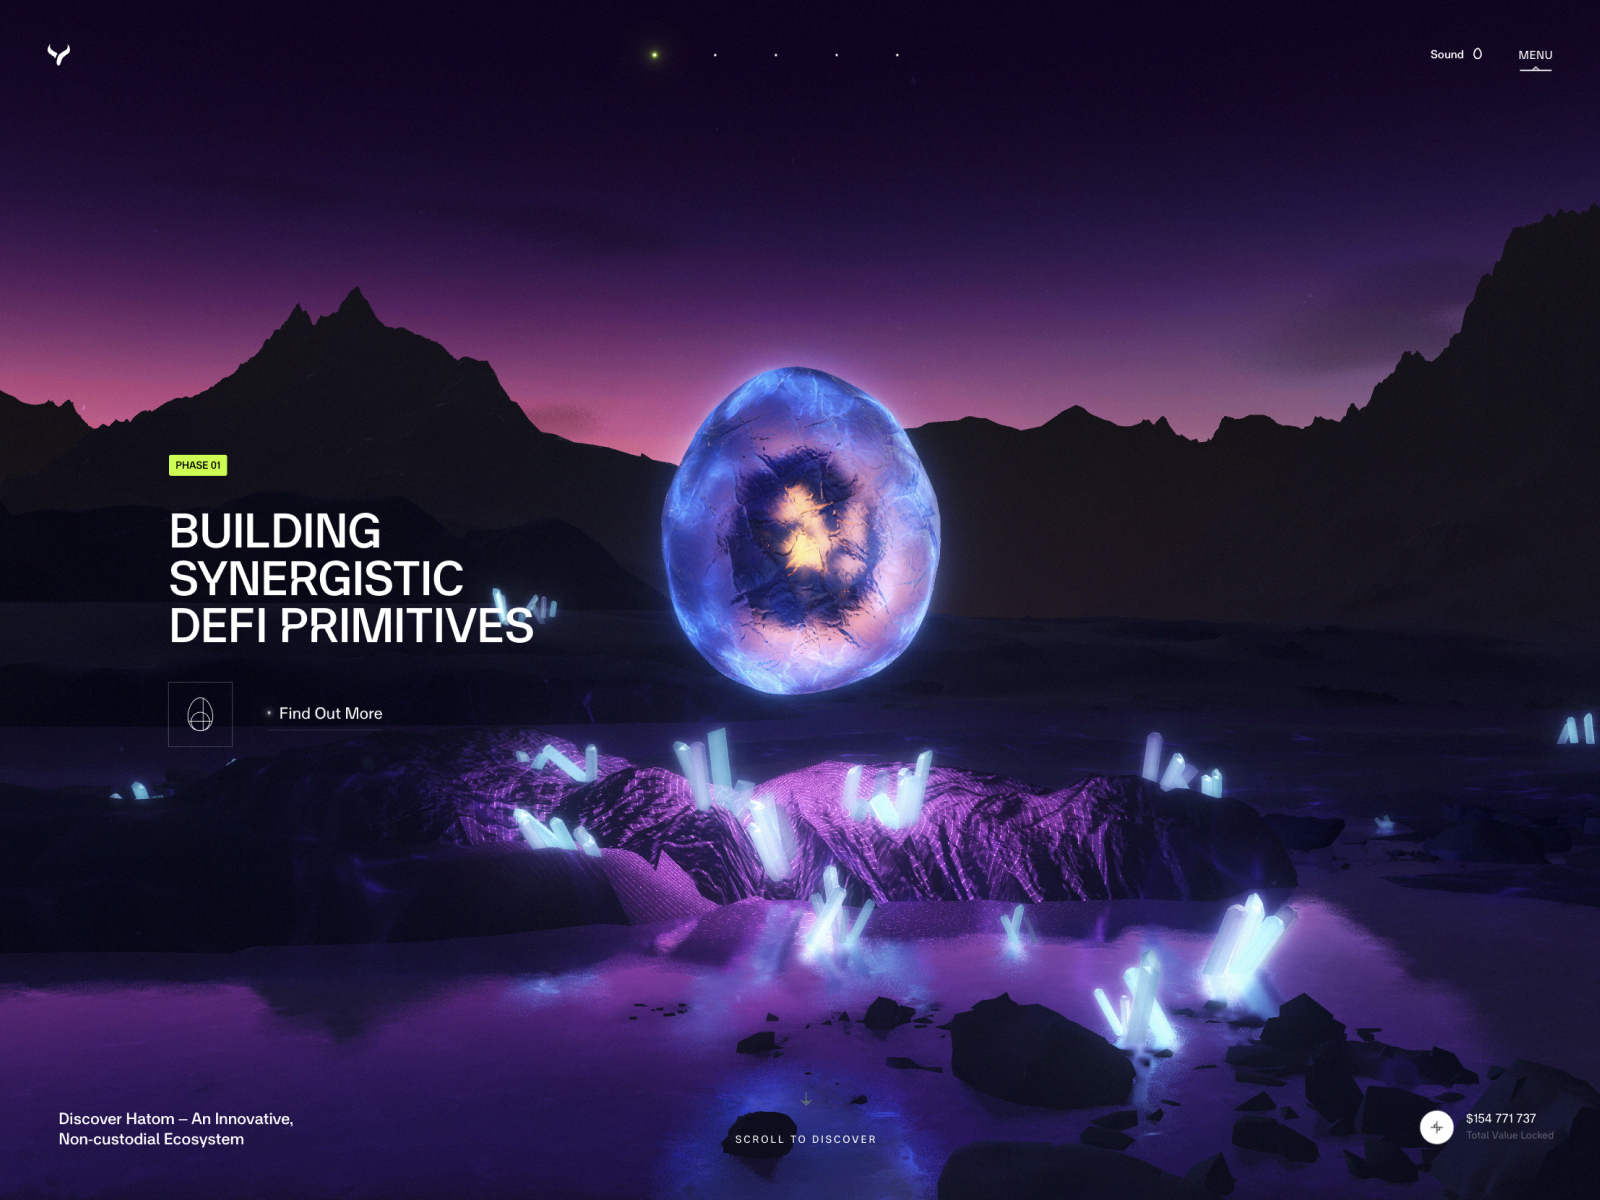 Sound
MENU
PHASE 01
BUILDING
SYNERGISTIC
DEFI PRIMITIVES
Find Out More
Discover Hatom – An Innovative,
Non-custodial Ecosystem
SCROLL TO DISCOVER
$154 771 737
Total Value Locked